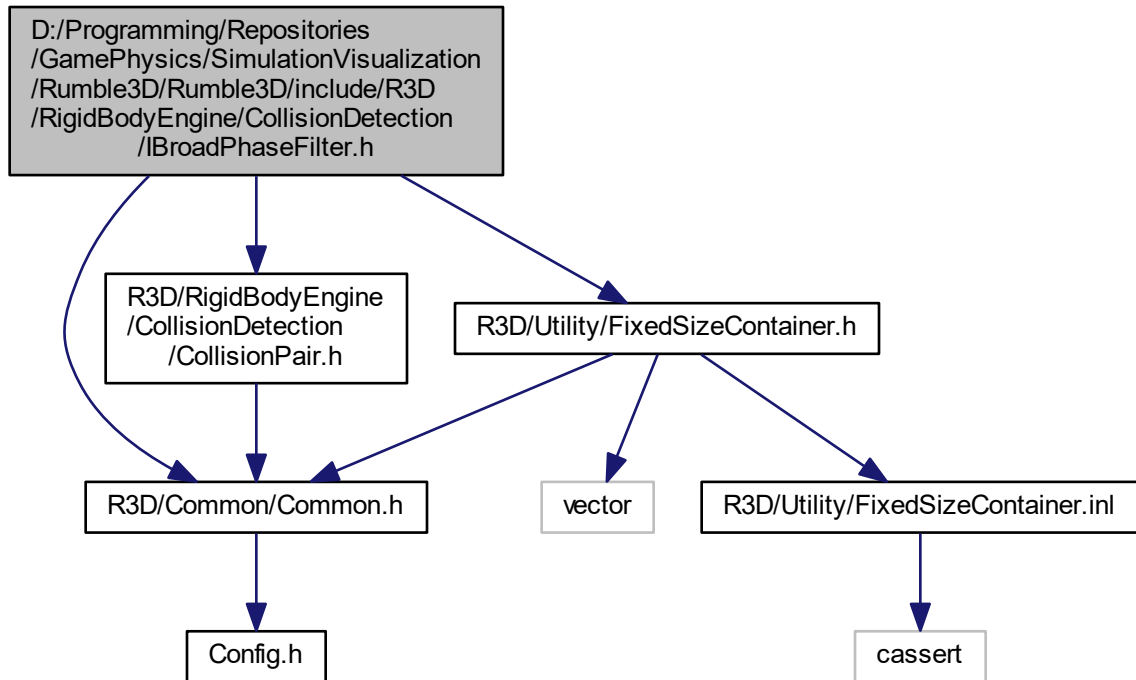 D:/Programming/Repositories
/GamePhysics/SimulationVisualization
/Rumble3D/Rumble3D/include/R3D
/RigidBodyEngine/CollisionDetection
/IBroadPhaseFilter.h
R3D/RigidBodyEngine
/CollisionDetection
/CollisionPair.h
R3D/Utility/FixedSizeContainer.h
R3D/Common/Common.h
vector
R3D/Utility/FixedSizeContainer.inl
Config.h
cassert